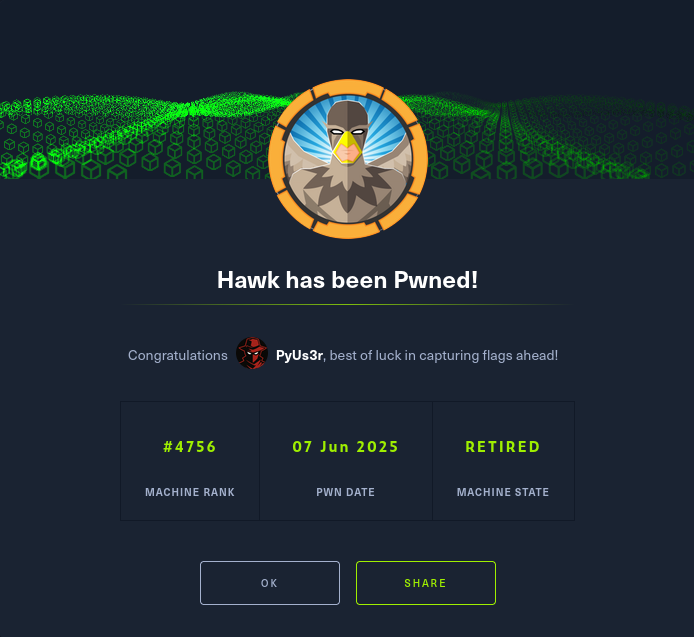 Hawk has been Pwned!
Congratulations PyUs3r, best of luck in capturing flags ahead!
#4756 07 Jun 2025 RETIRED
MACHINE RANK PWN DATE MACHINE STATE
OK SHARE